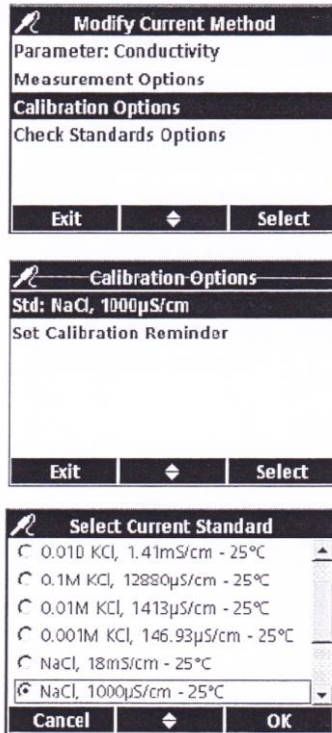 Modify Current Method
Parameter: Conductivity
Measurement Options
Calibration Options
Check Standards Options
Exit Select
Calibration Options
Std: NaCl, 1000µS/cm
Set Calibration Reminder
Exit Select
Select Current Standard
0.01D KCl, 1.41mS/cm - 25°C
0.1M KCl, 12880µS/cm - 25°C
0.01M KCl, 1413µS/cm - 25°C
0.001M KCl, 146.93µS/cm - 25°C
NaCl, 18mS/cm - 25°C
NaCl, 1000µS/cm - 25°C
Cancel OK